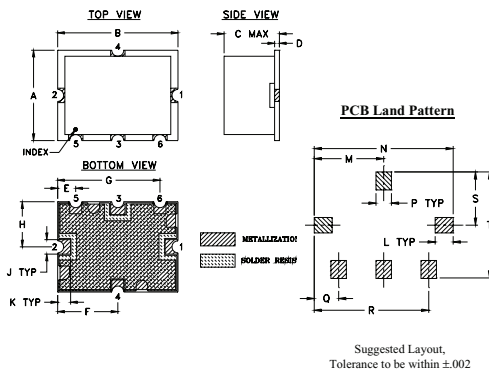 TOP VIEW
B
4
A
2
1
INDEX
5
3
6
SIDE VIEW
C MAX
D
BOTTOM VIEW
G
E
5
3
6
H
2
1
J TYP
K TYP
F
4
METALLIZATIO
SOLDER RESIS
PCB Land Pattern
N
M
P TYP
S
L TYP
Q
R
Suggested Layout,
Tolerance to be within ±.002